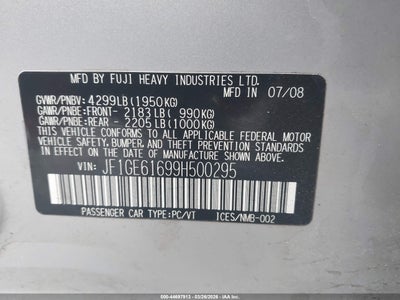 MFD. BY FUJI HEAVY INDUSTRIES LTD.
GVWR/PNBV: 4299LB(1950KG) 07/08
GAWR/PNBE:FRONT- 2183LB( 990KG)
GAWR/PNBE:REAR - 2205LB(1000KG)
THIS VEHICLE CONFORMS TO ALL APPLICABLE FEDERAL MOTOR
VEHICLE SAFETY, BUMPER, AND THEFT PREVENTION STANDARDS
IN EFFECT ON THE DATE OF MANUFACTURE SHOWN ABOVE.
VIN: JF1GE61699H500295
PASSENGER CAR TYPE:PC/VT ICES/NMB-002